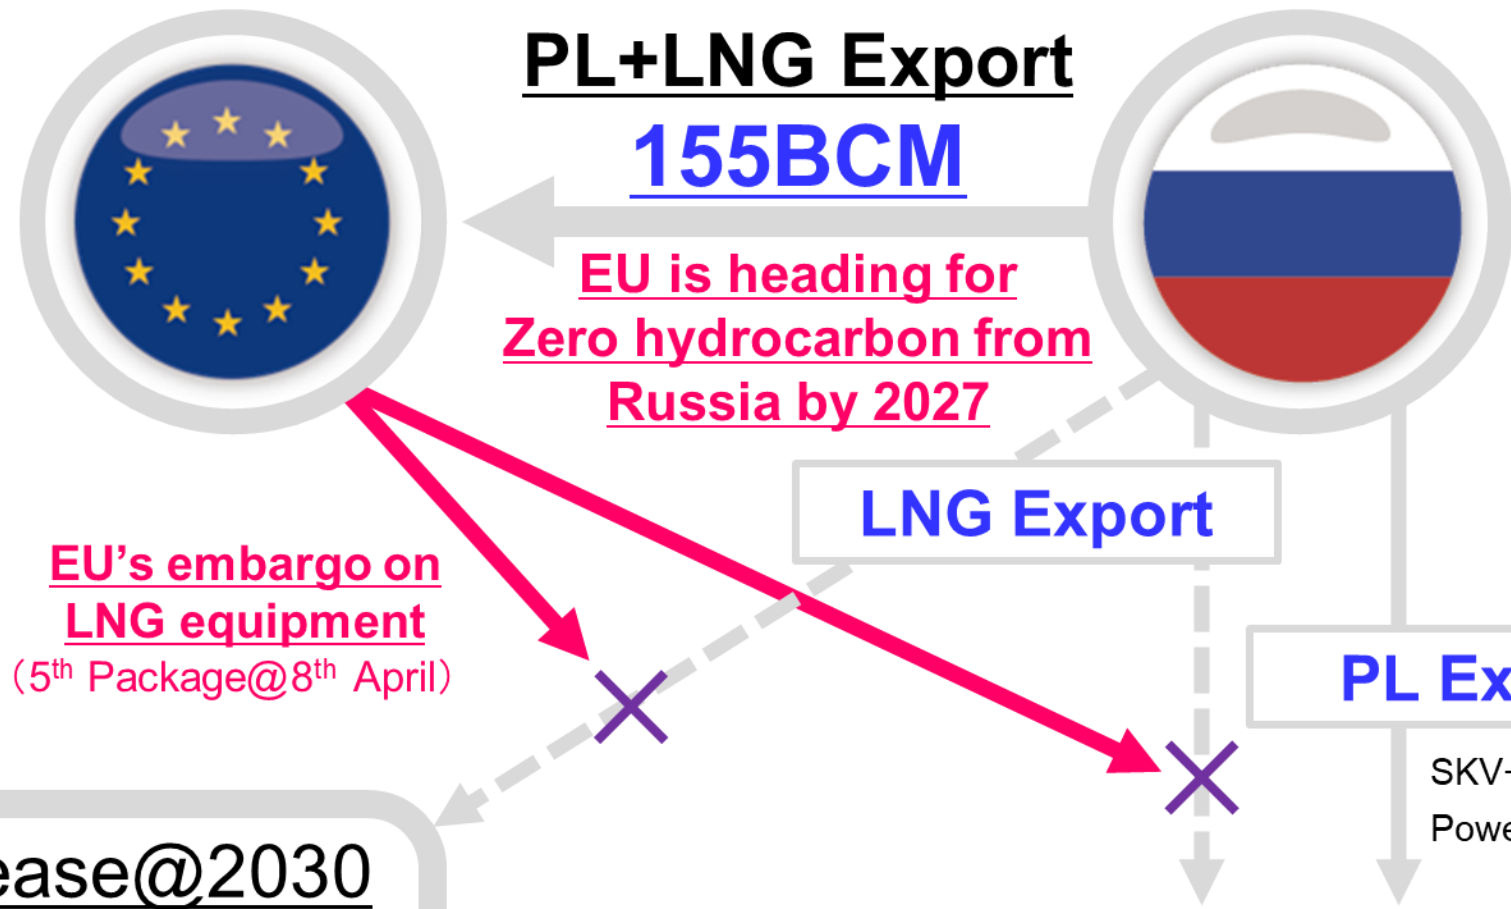 PL+LNG Export
155BCM
EU is heading for
Zero hydrocarbon from
Russia by 2027
LNG Export
EU’s embargo on
LNG equipment
（5th Package@8th April）
PL Ex
SKV-
Powe
ease@2030